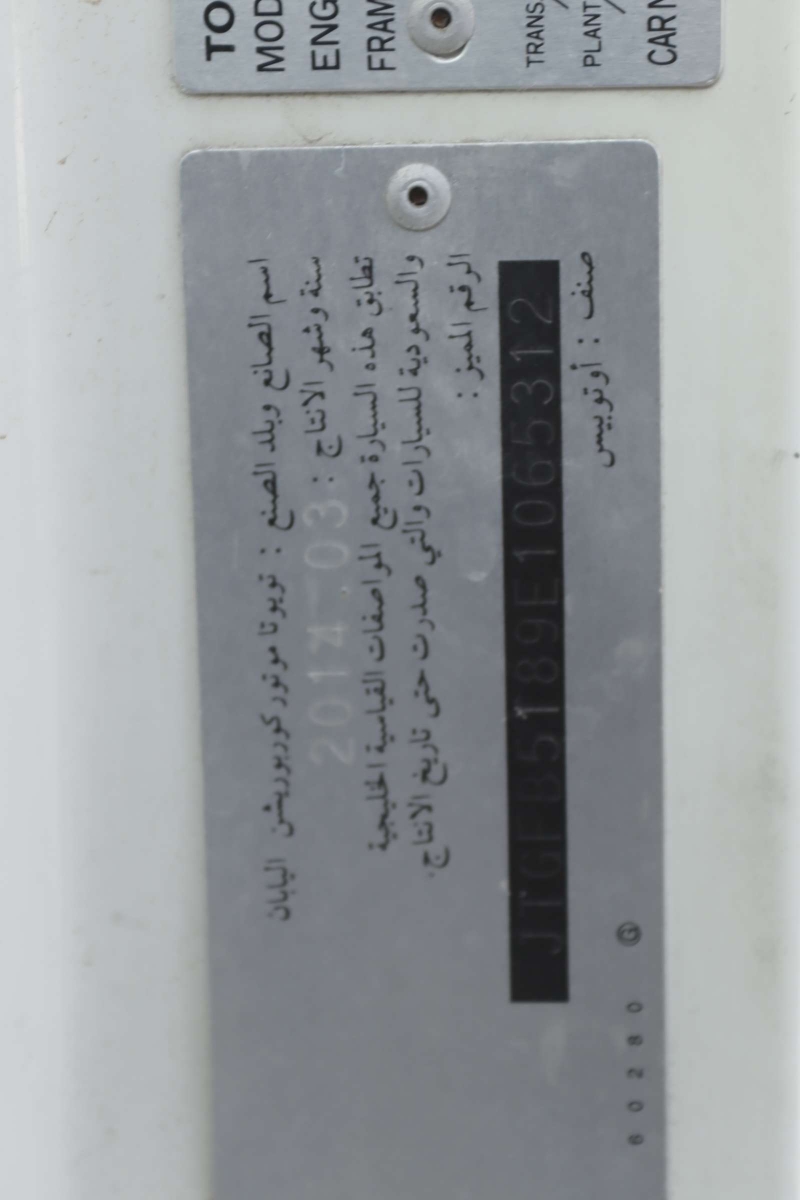 TO
MOD
ENG
FRAM
TRANS.
PLANT/
CAR N
اسم الصانع وبلد الصنع : تويوتا موتور كوربوريشن اليابان
سنة وشهر الانتاج : 2014.03
تطابق هذه السيارة جميع المواصفات القياسية الخليجية
والسعودية للسيارات والتي صدرت حتى تاريخ الانتاج.
الرقم المميز :
JTGFB5189E1065312
صنف : أوتوبيس
60280 G